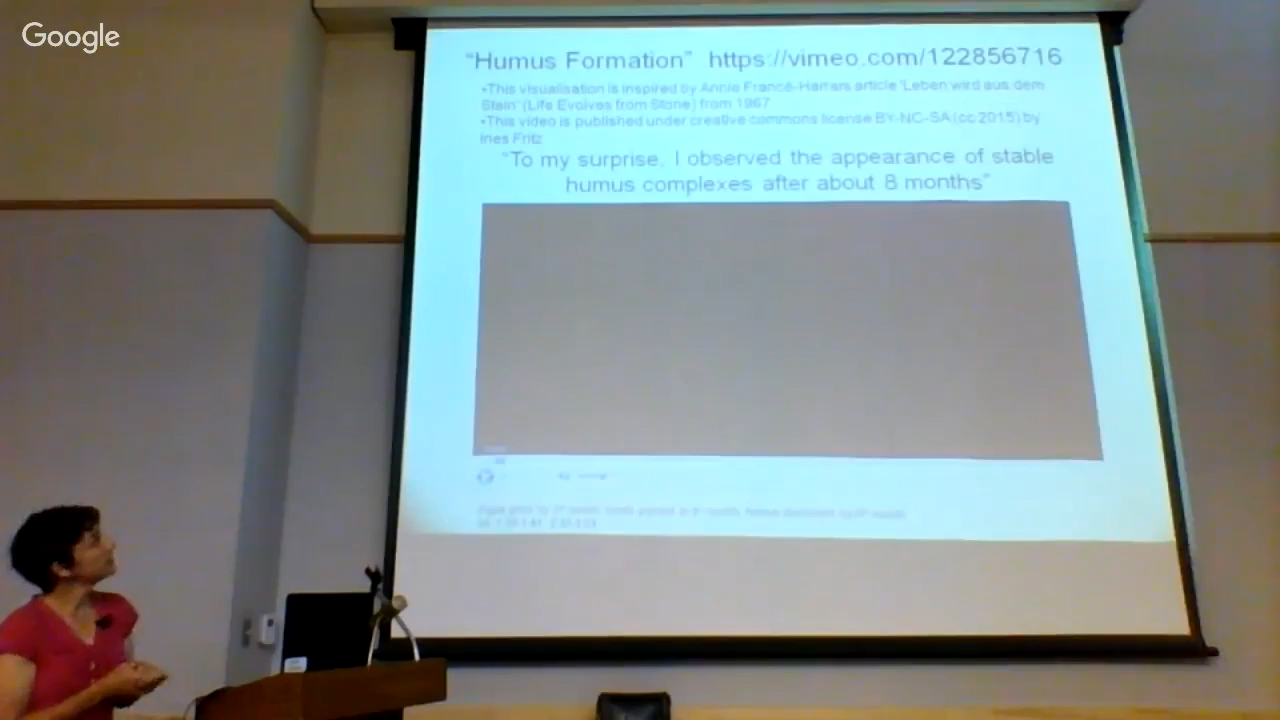 Google
"Humus Formation" https://vimeo.com/122856716
•This visualisation is inspired by Annie Francé-Harrars article 'Leben wird aus dem
Stein' (Life Evolves from Stone) from 1967
•This video is published under creative commons license BY-NC-SA (cc 2015) by
Ines Fritz
"To my surprise, I observed the appearance of stable
humus complexes after about 8 months"